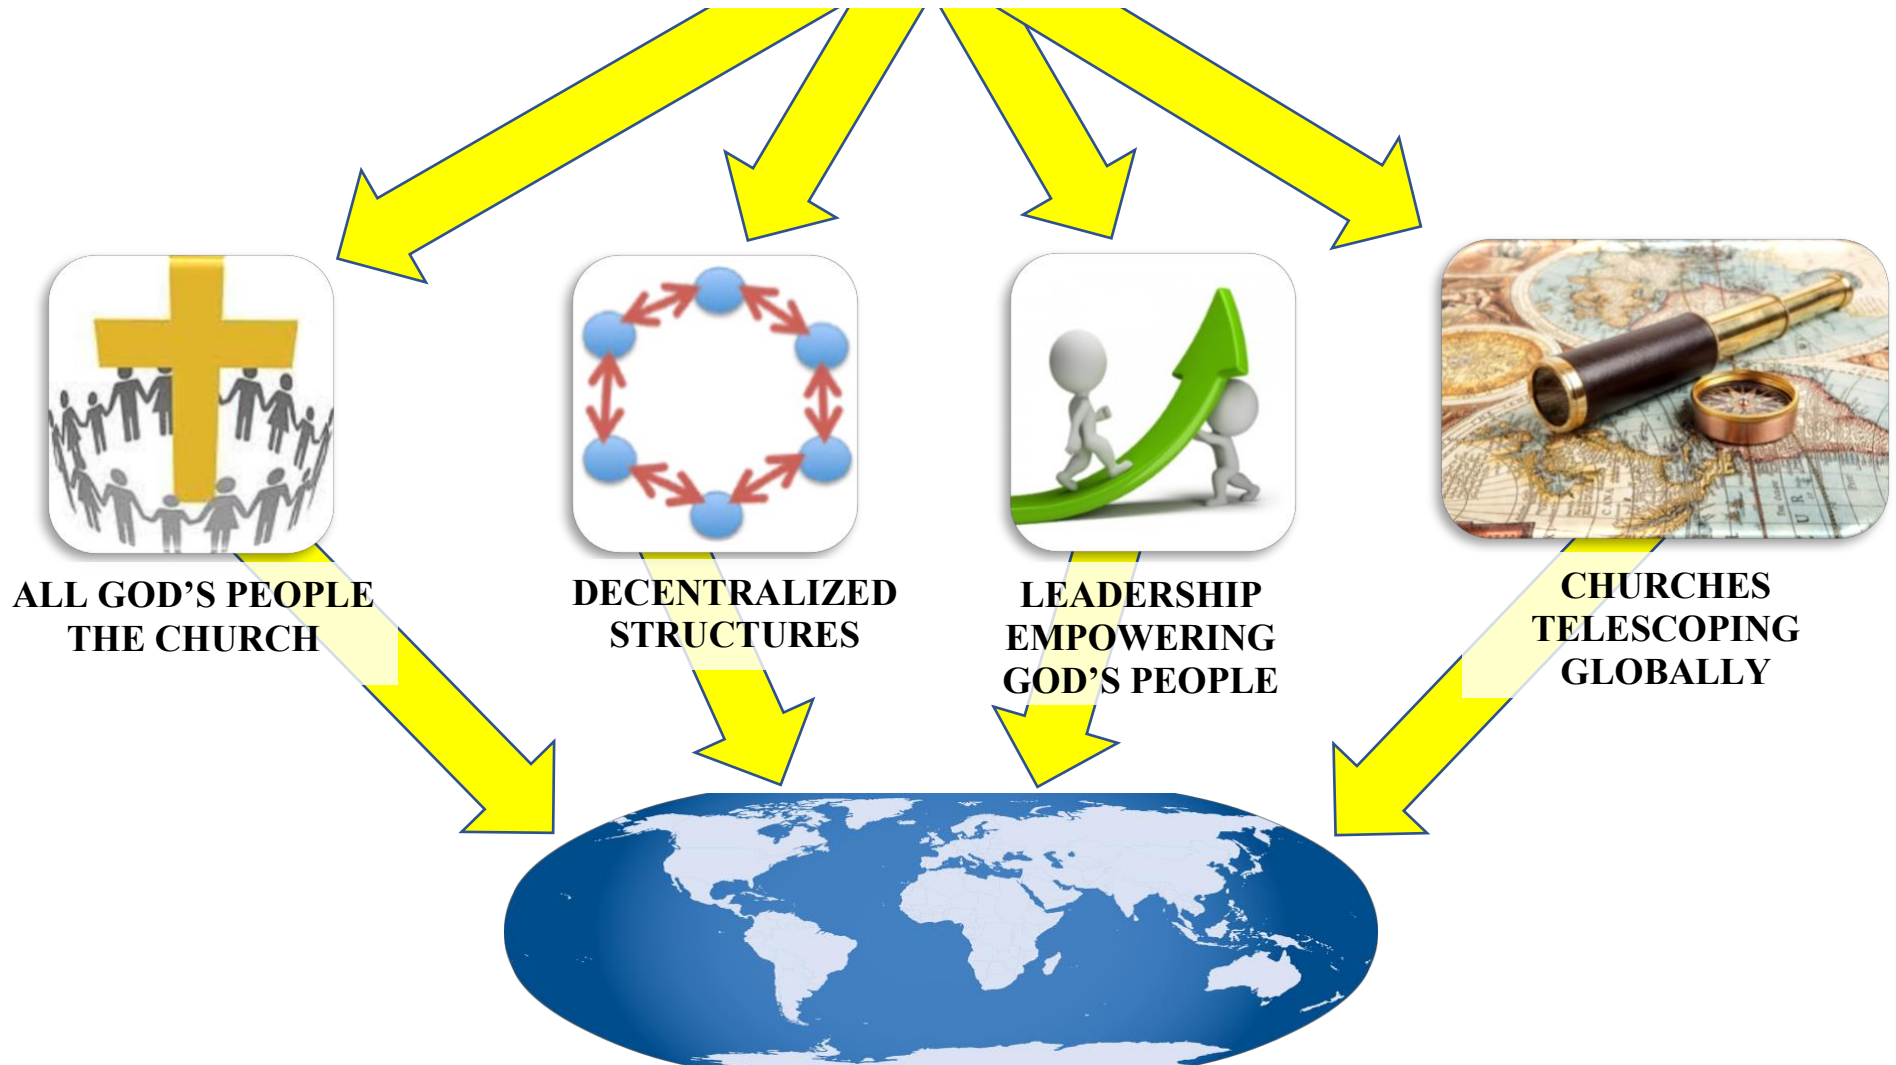 ALL GOD’S PEOPLE
THE CHURCH
DECENTRALIZED
STRUCTURES
LEADERSHIP
EMPOWERING
GOD’S PEOPLE
CHURCHES
TELESCOPING
GLOBALLY